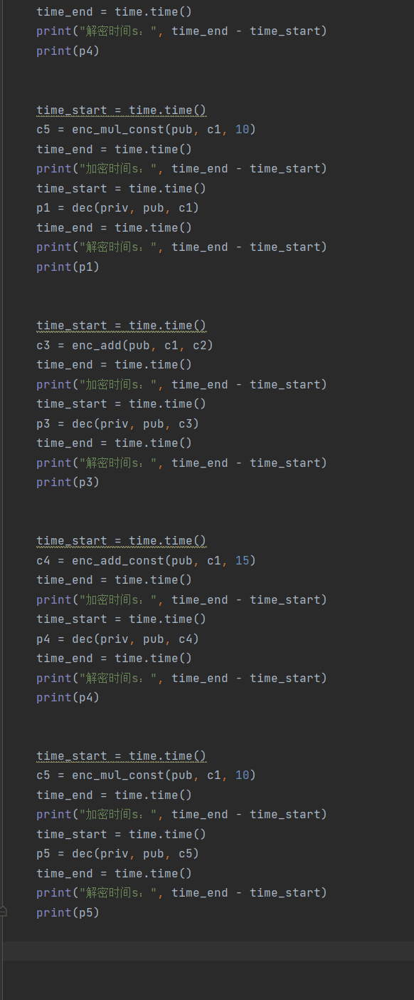 time_end = time.time()
print("解密时间s：", time_end - time_start)
print(p4)
time_start = time.time()
c5 = enc_mul_const(pub, c1, 10)
time_end = time.time()
print("加密时间s：", time_end - time_start)
time_start = time.time()
p1 = dec(priv, pub, c1)
time_end = time.time()
print("解密时间s：", time_end - time_start)
print(p1)
time_start = time.time()
c3 = enc_add(pub, c1, c2)
time_end = time.time()
print("加密时间s：", time_end - time_start)
time_start = time.time()
p3 = dec(priv, pub, c3)
time_end = time.time()
print("解密时间s：", time_end - time_start)
print(p3)
time_start = time.time()
c4 = enc_add_const(pub, c1, 15)
time_end = time.time()
print("加密时间s：", time_end - time_start)
time_start = time.time()
p4 = dec(priv, pub, c4)
time_end = time.time()
print("解密时间s：", time_end - time_start)
print(p4)
time_start = time.time()
c5 = enc_mul_const(pub, c1, 10)
time_end = time.time()
print("加密时间s：", time_end - time_start)
time_start = time.time()
p5 = dec(priv, pub, c5)
time_end = time.time()
print("解密时间s：", time_end - time_start)
print(p5)